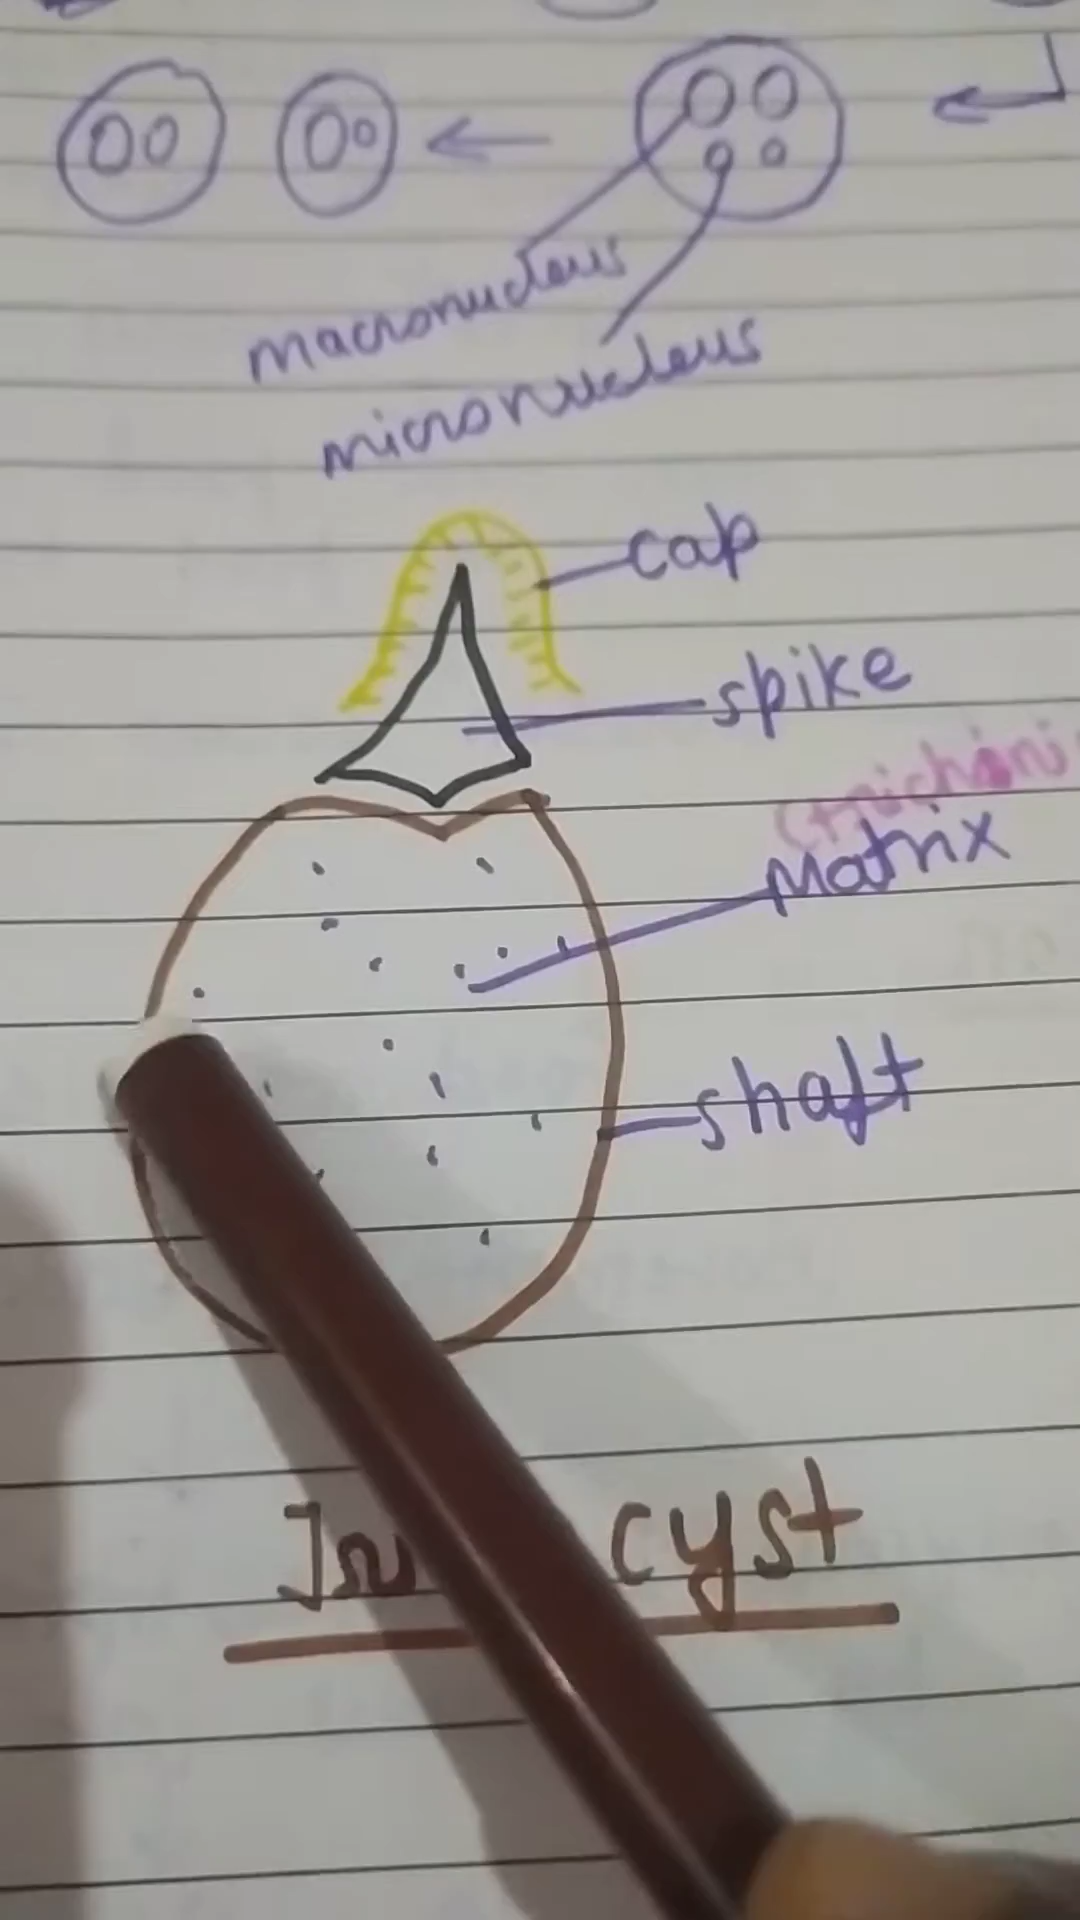 macronucleus
micronucleus
cap
spike
Matrix
shaft
cyst